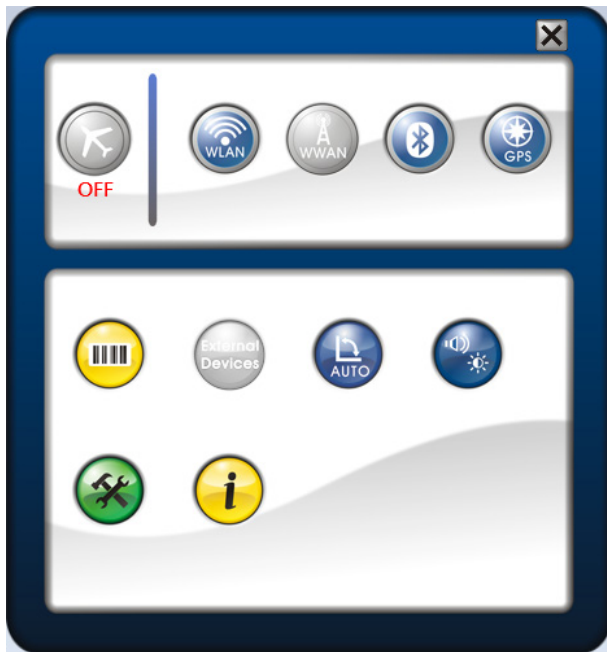 OFF
WLAN
WWAN
GPS
External
Devices
AUTO
i